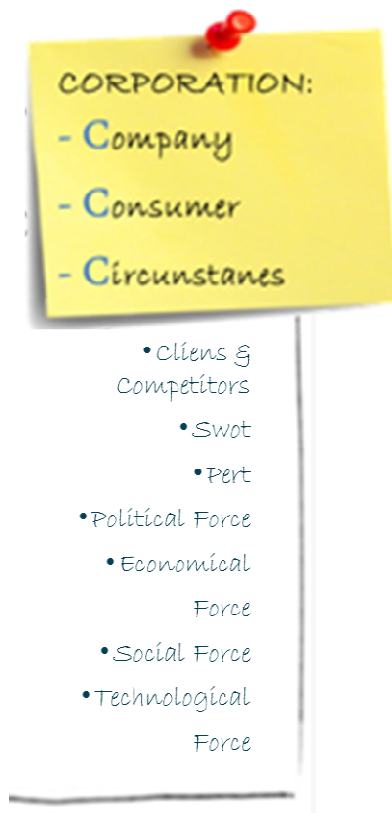 CORPORATION:
- Company
- Consumer
- Circunstanes
•Cliens &
Competitors
•Swot
•Pert
•Political Force
•Economical
Force
•Social Force
•Technological
Force